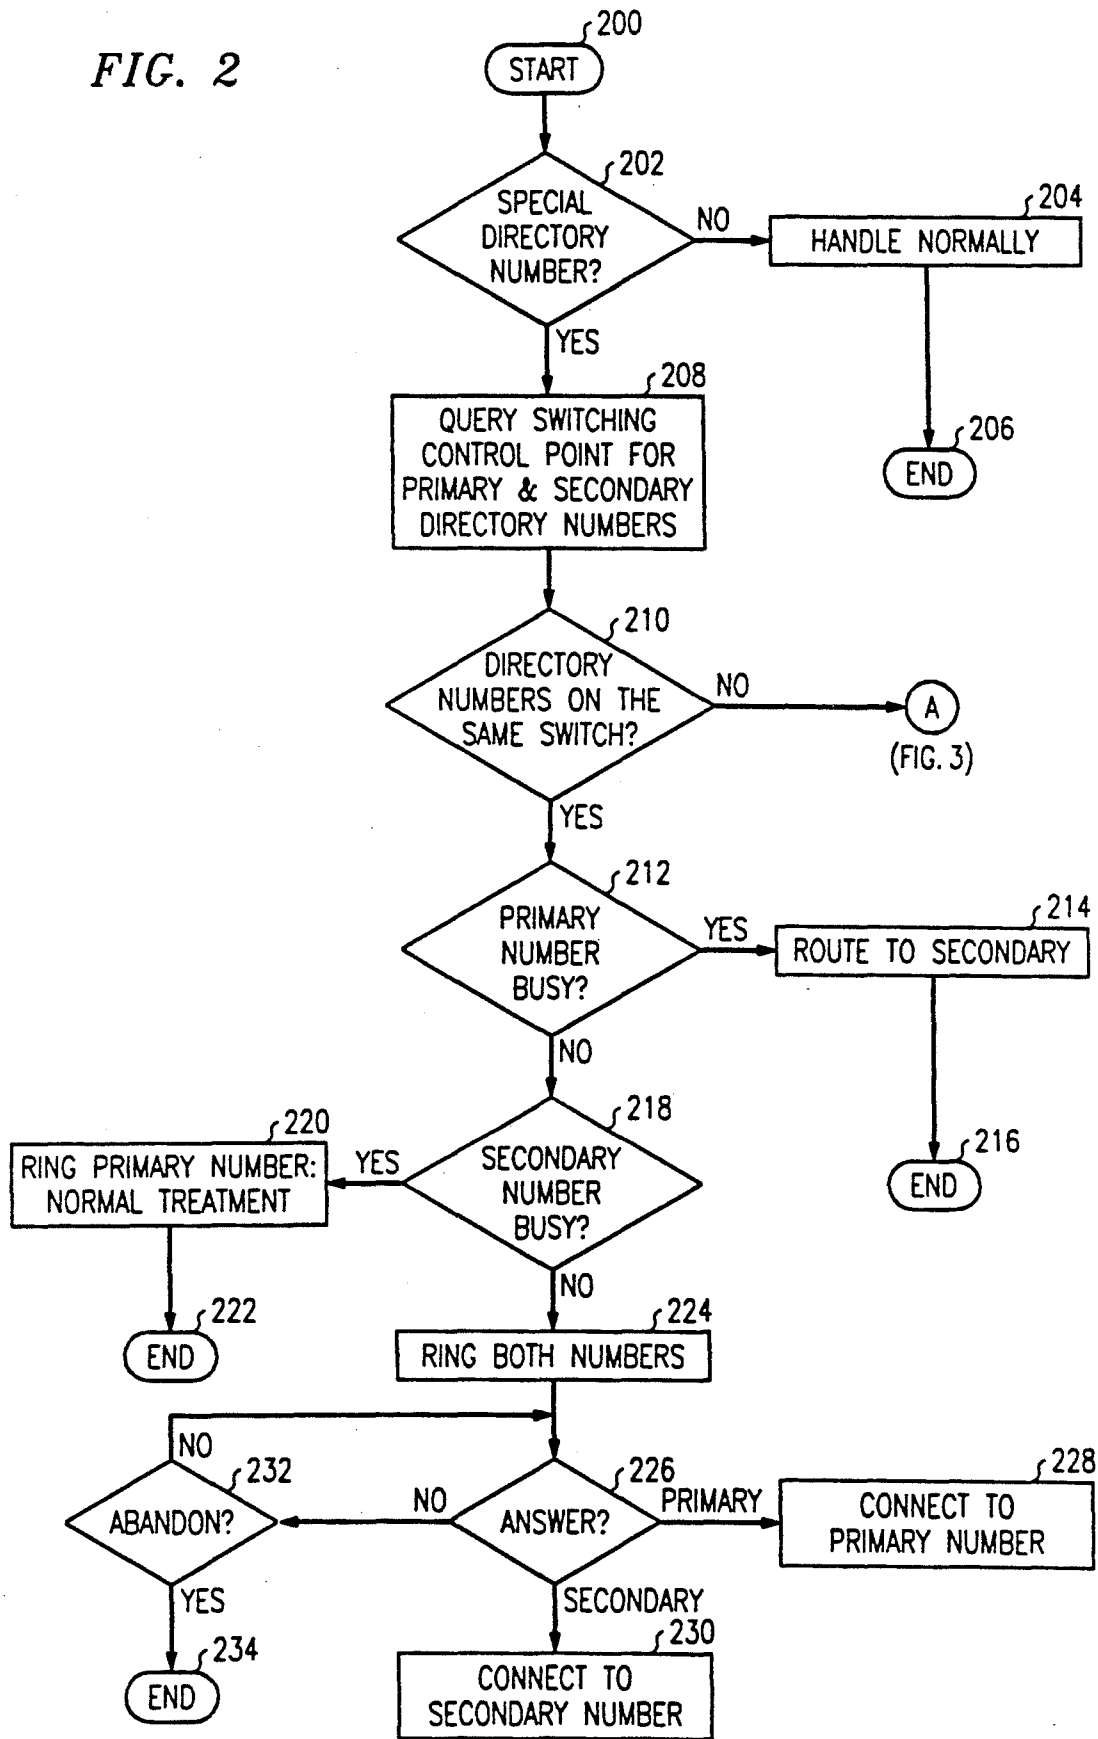 FIG. 2
200
START
202
SPECIAL
DIRECTORY
NUMBER?
NO
204
HANDLE NORMALLY
YES
206
END
208
QUERY SWITCHING
CONTROL POINT FOR
PRIMARY & SECONDARY
DIRECTORY NUMBERS
210
DIRECTORY
NUMBERS ON THE
SAME SWITCH?
NO
A
(FIG. 3)
YES
212
PRIMARY
NUMBER
BUSY?
YES
214
ROUTE TO SECONDARY
NO
216
END
218
SECONDARY
NUMBER
BUSY?
YES
220
RING PRIMARY NUMBER:
NORMAL TREATMENT
222
END
NO
224
RING BOTH NUMBERS
NO
232
ABANDON?
NO
226
ANSWER?
PRIMARY
228
CONNECT TO
PRIMARY NUMBER
YES
234
END
SECONDARY
230
CONNECT TO
SECONDARY NUMBER